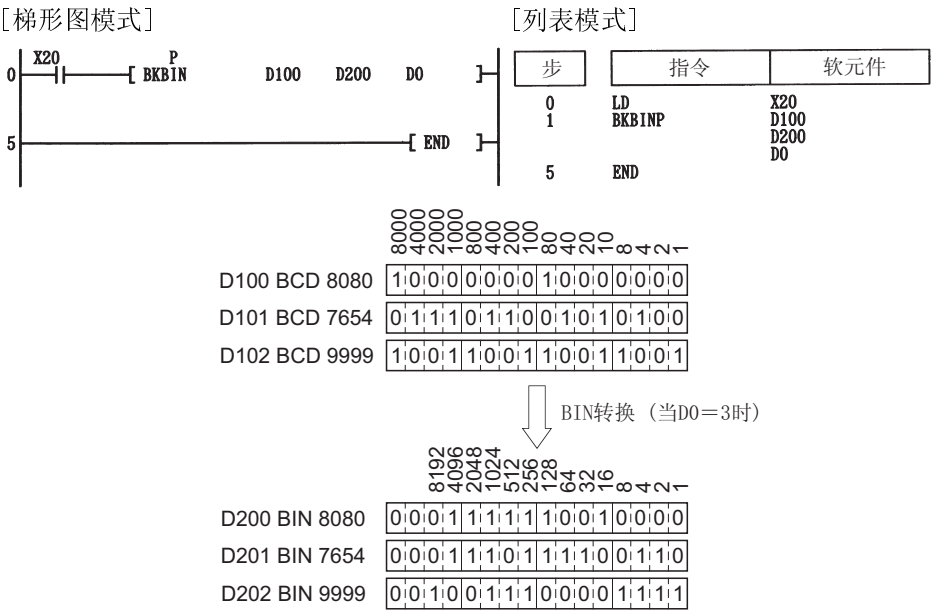 [梯形图模式]
[列表模式]
X20 P
0 [ BKBIN D100 D200 D0 ]
5 [ END ]
步 指令 软元件
0 LD X20
1 BKBINP D100
D200
D0
5 END
8000 4000 2000 1000 800 400 200 100 80 40 20 10 8 4 2 1
D100 BCD 8080 1 0 0 0 0 0 0 0 1 0 0 0 0 0 0 0
D101 BCD 7654 0 1 1 1 0 1 1 0 0 1 0 1 0 1 0 0
D102 BCD 9999 1 0 0 1 1 0 0 1 1 0 0 1 1 0 0 1
BIN转换 (当D0＝3时)
8192 4096 2048 1024 512 256 128 64 32 16 8 4 2 1
D200 BIN 8080 0 0 0 1 1 1 1 1 1 0 0 1 0 0 0 0
D201 BIN 7654 0 0 0 1 1 1 0 1 1 1 1 0 0 1 1 0
D202 BIN 9999 0 0 1 0 0 1 1 1 0 0 0 0 1 1 1 1